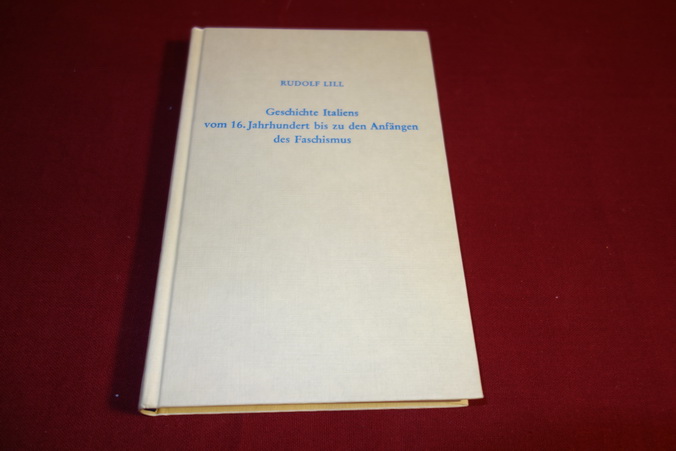 RUDOLF LILL
Geschichte Italiens
vom 16. Jahrhundert bis zu den Anfängen
des Faschismus